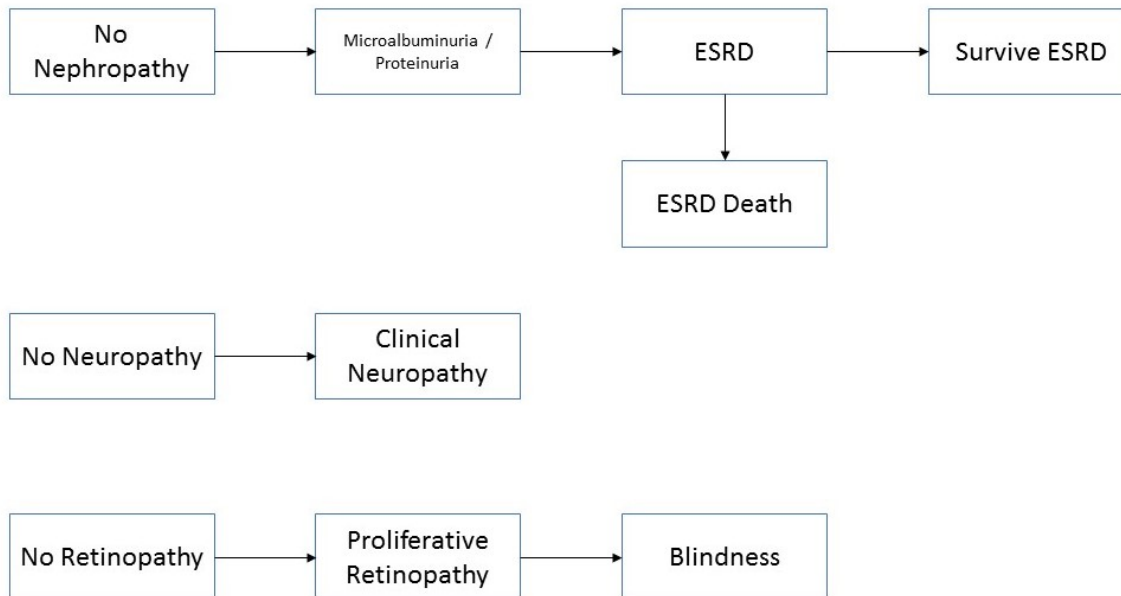 No
Nephropathy
Microalbuminuria /
Proteinuria
ESRD
Survive ESRD
ESRD Death
No Neuropathy
Clinical
Neuropathy
No Retinopathy
Proliferative
Retinopathy
Blindness